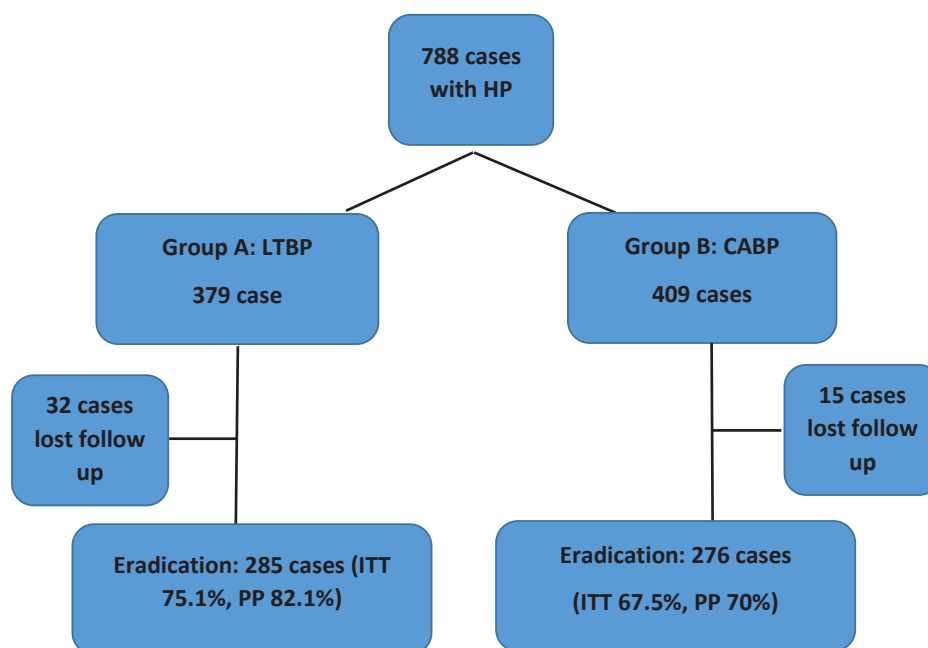 788 cases
with HP
Group A: LTBP
379 case
Group B: CABP
409 cases
32 cases
lost follow
up
15 cases
lost follow
up
Eradication: 285 cases (ITT
75.1%, PP 82.1%)
Eradication: 276 cases
(ITT 67.5%, PP 70%)